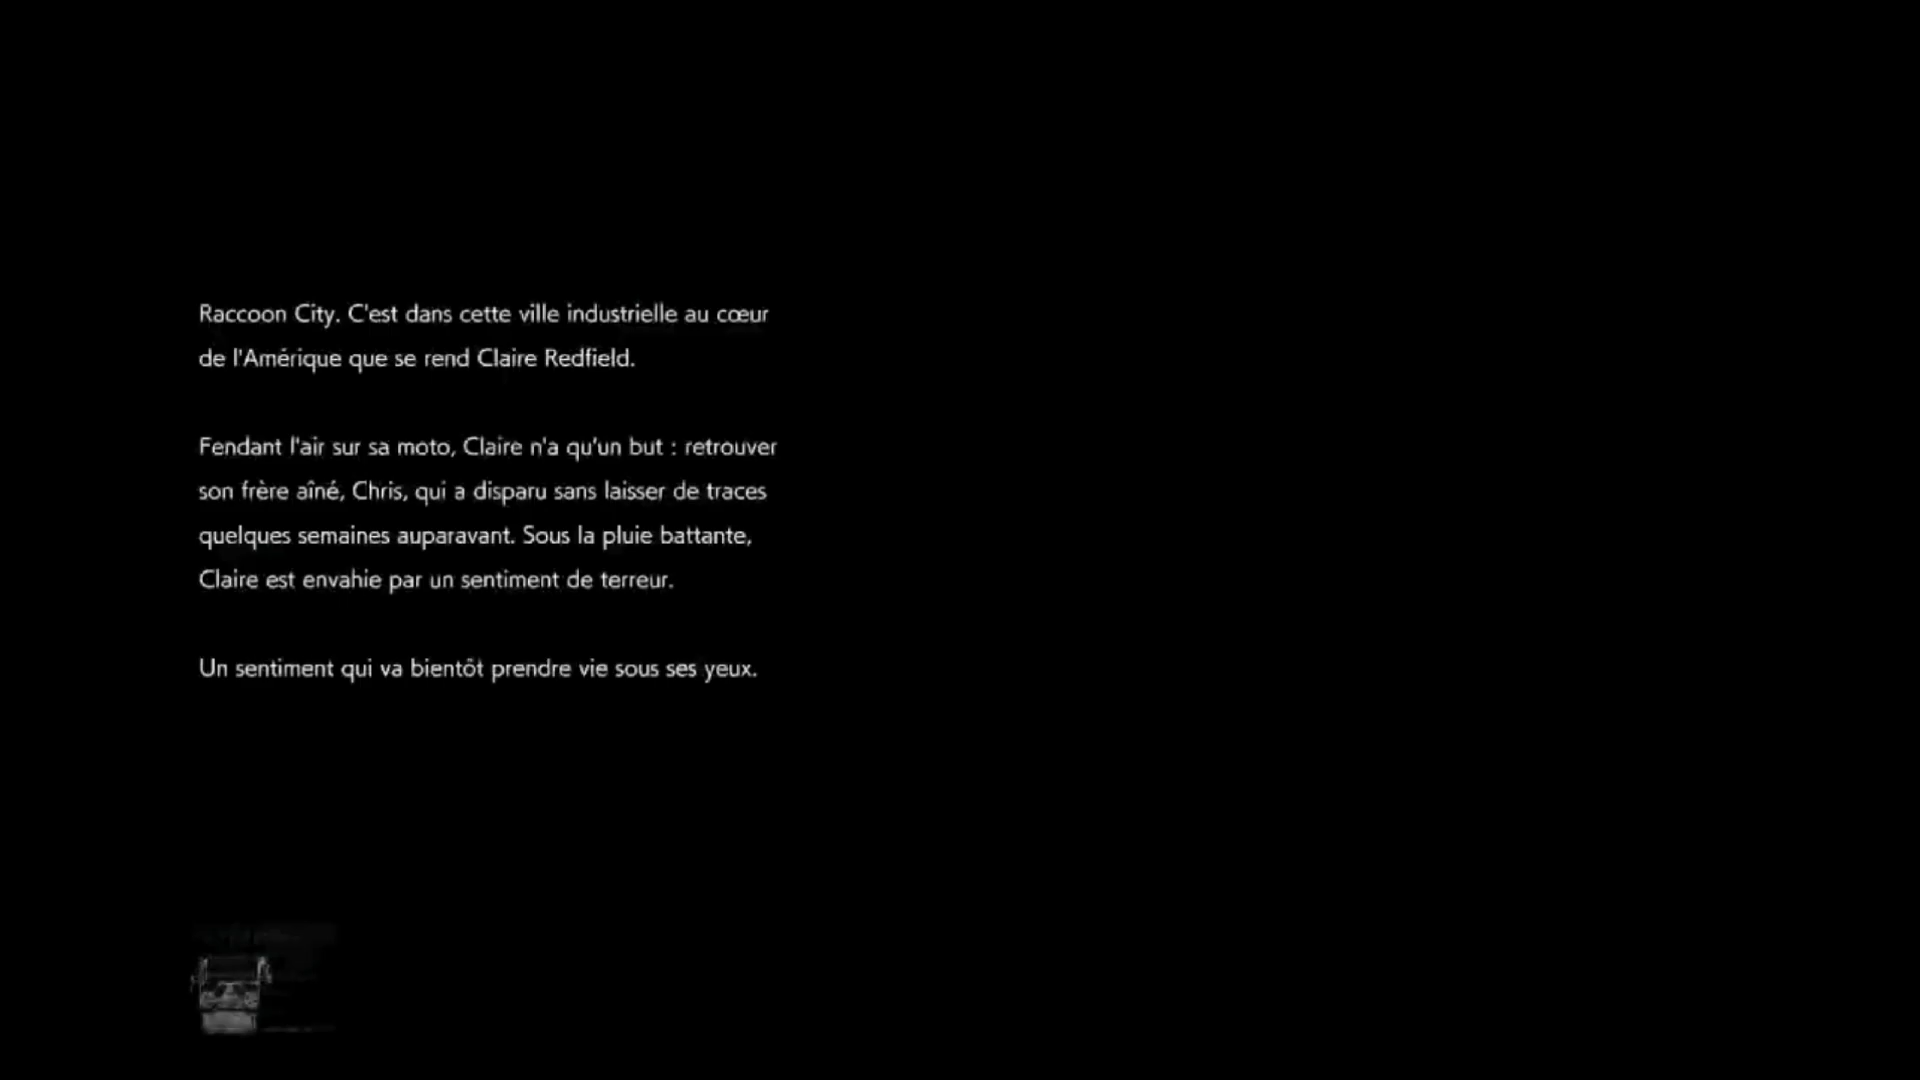 Raccoon City. C'est dans cette ville industrielle au cœur
de l'Amérique que se rend Claire Redfield.
Fendant l'air sur sa moto, Claire n'a qu'un but : retrouver
son frère aîné, Chris, qui a disparu sans laisser de traces
quelques semaines auparavant. Sous la pluie battante,
Claire est envahie par un sentiment de terreur.
Un sentiment qui va bientôt prendre vie sous ses yeux.